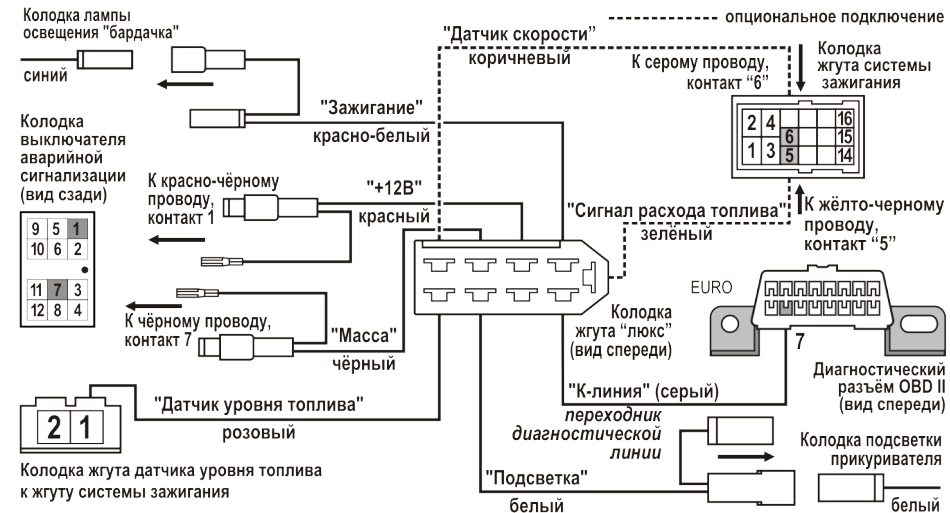 Колодка лампы
освещения "бардачка"
синий
опциональное подключение
"Датчик скорости”
коричневый
К серому проводу,
контакт “6”
Колодка
жгута системы
зажигания
2 4 16
6 15
1 3 5 14
"Зажигание"
красно-белый
Колодка
выключателя
аварийной
сигнализации
(вид сзади)
9 5 1
10 6 2
11 7 3
12 8 4
К красно-чёрному
проводу,
контакт 1
"+12В"
красный
"Сигнал расхода топлива"
зелёный
К жёлто-черному
проводу,
контакт “5”
К чёрному проводу,
контакт 7
"Масса"
чёрный
Колодка
жгута “люкс”
(вид спереди)
EURO
7
Диагностический
разъём OBD II
(вид спереди)
"Датчик уровня топлива"
розовый
2 1
Колодка жгута датчика уровня топлива
к жгуту системы зажигания
"К-линия" (серый)
переходник
диагностической
линии
"Подсветка"
белый
Колодка подсветки
прикуривателя
белый